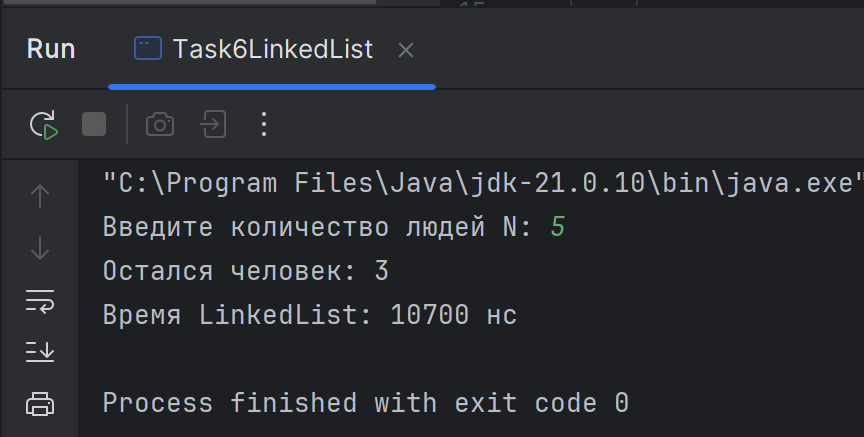 Run Task6LinkedList
"C:\Program Files\Java\jdk-21.0.10\bin\java.exe"
Введите количество людей N: 5
Остался человек: 3
Время LinkedList: 10700 нс
Process finished with exit code 0